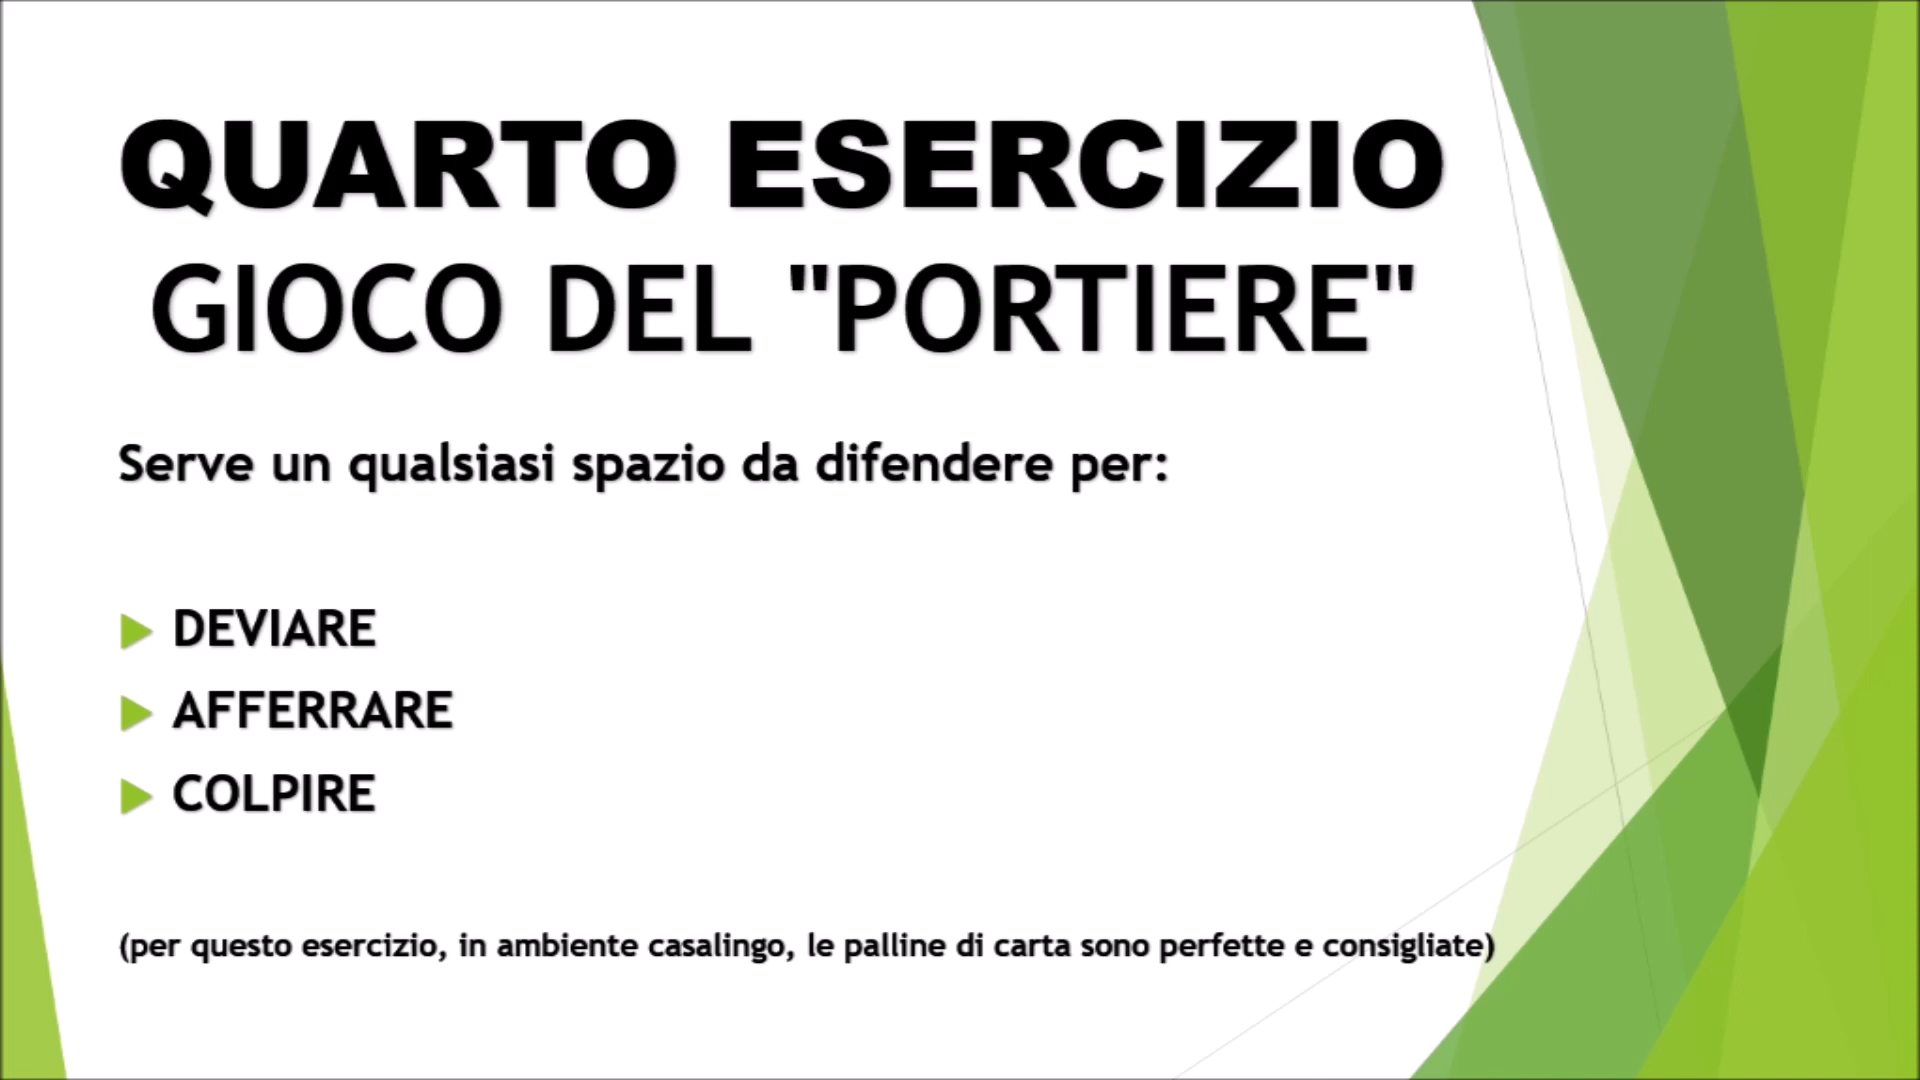 QUARTO ESERCIZIO
GIOCO DEL "PORTIERE"
Serve un qualsiasi spazio da difendere per:
DEVIARE
AFFERRARE
COLPIRE
(per questo esercizio, in ambiente casalingo, le palline di carta sono perfette e consigliate)